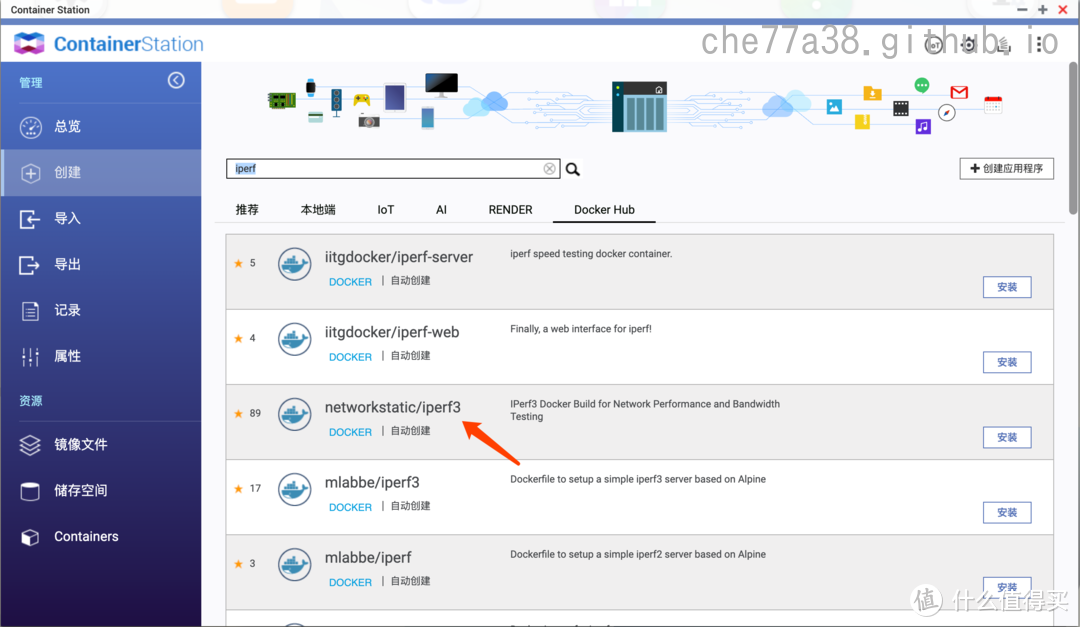 Container Station
ContainerStation
che77a38.github.io
管理
总览
创建
导入
导出
记录
属性
资源
镜像文件
储存空间
Containers
iperf
创建应用程序
推荐
本地端
IoT
AI
RENDER
Docker Hub
5
iitgdocker/iperf-server
DOCKER | 自动创建
iperf speed testing docker container.
安装
4
iitgdocker/iperf-web
DOCKER | 自动创建
Finally, a web interface for iperf!
安装
89
networkstatic/iperf3
DOCKER | 自动创建
IPerf3 Docker Build for Network Performance and Bandwidth
Testing
安装
17
mlabbe/iperf3
DOCKER | 自动创建
Dockerfile to setup a simple iperf3 server based on Alpine
安装
3
mlabbe/iperf
DOCKER | 自动创建
Dockerfile to setup a simple iperf2 server based on Alpine
安装
值 什么值得买